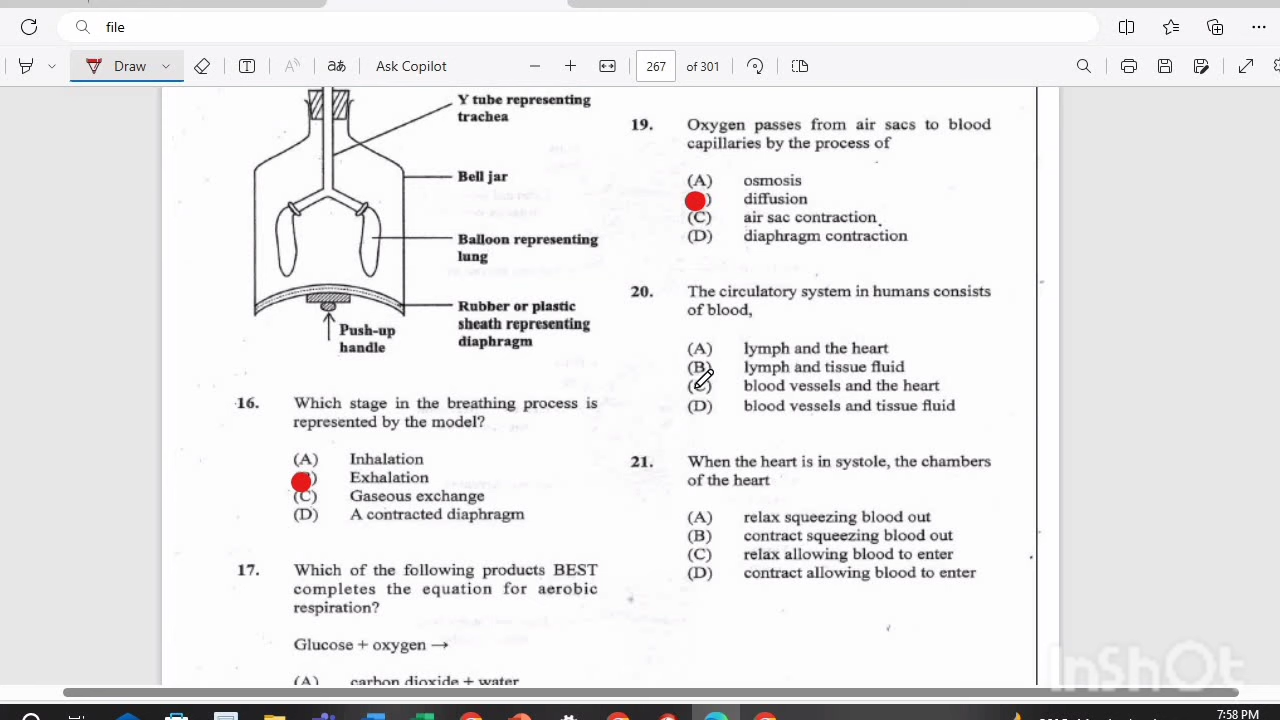 file
Draw
Ask Copilot
267 of 301
Y tube representing
trachea
Bell jar
Balloon representing
lung
Rubber or plastic
sheath representing
diaphragm
Push-up
handle
16. Which stage in the breathing process is
represented by the model?
(A) Inhalation
Exhalation
(C) Gaseous exchange
(D) A contracted diaphragm
17. Which of the following products BEST
completes the equation for aerobic
respiration?
Glucose + oxygen →
(A) carbon dioxide + water
19. Oxygen passes from air sacs to blood
capillaries by the process of
(A) osmosis
diffusion
(C) air sac contraction
(D) diaphragm contraction
20. The circulatory system in humans consists
of blood,
(A) lymph and the heart
(B) lymph and tissue fluid
(C) blood vessels and the heart
(D) blood vessels and tissue fluid
21. When the heart is in systole, the chambers
of the heart
(A) relax squeezing blood out
(B) contract squeezing blood out
(C) relax allowing blood to enter
(D) contract allowing blood to enter
InShOt
7:58 PM